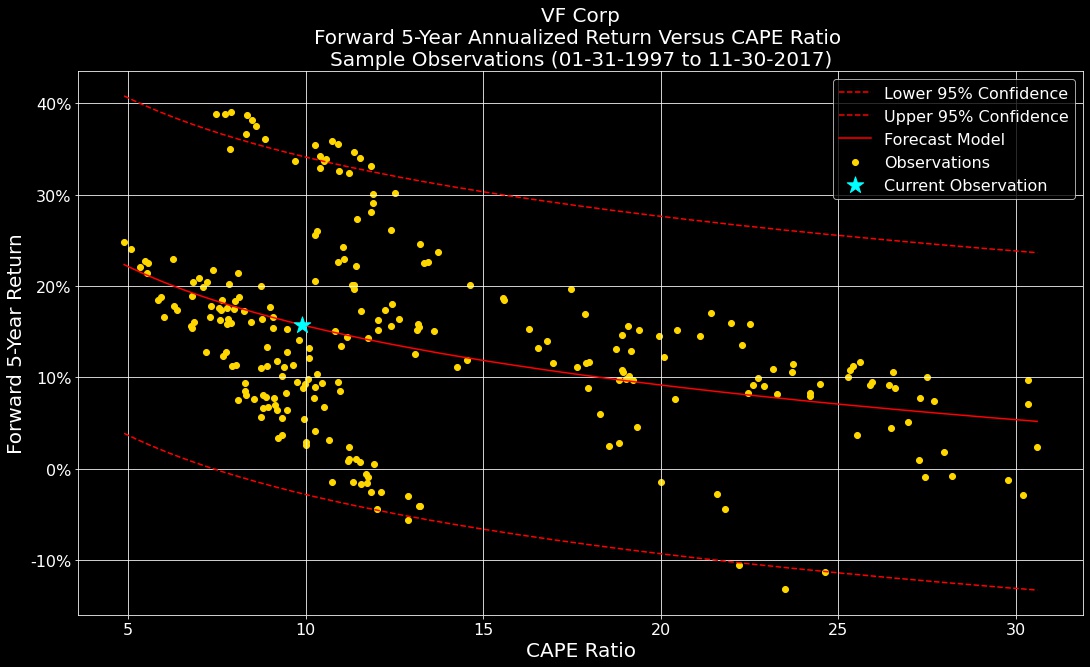 VF Corp
Forward 5-Year Annualized Return Versus CAPE Ratio
Sample Observations (01-31-1997 to 11-30-2017)
Lower 95% Confidence
Upper 95% Confidence
Forecast Model
Observations
Current Observation
Forward 5-Year Return
40%
30%
20%
10%
0%
-10%
5 10 15 20 25 30
CAPE Ratio